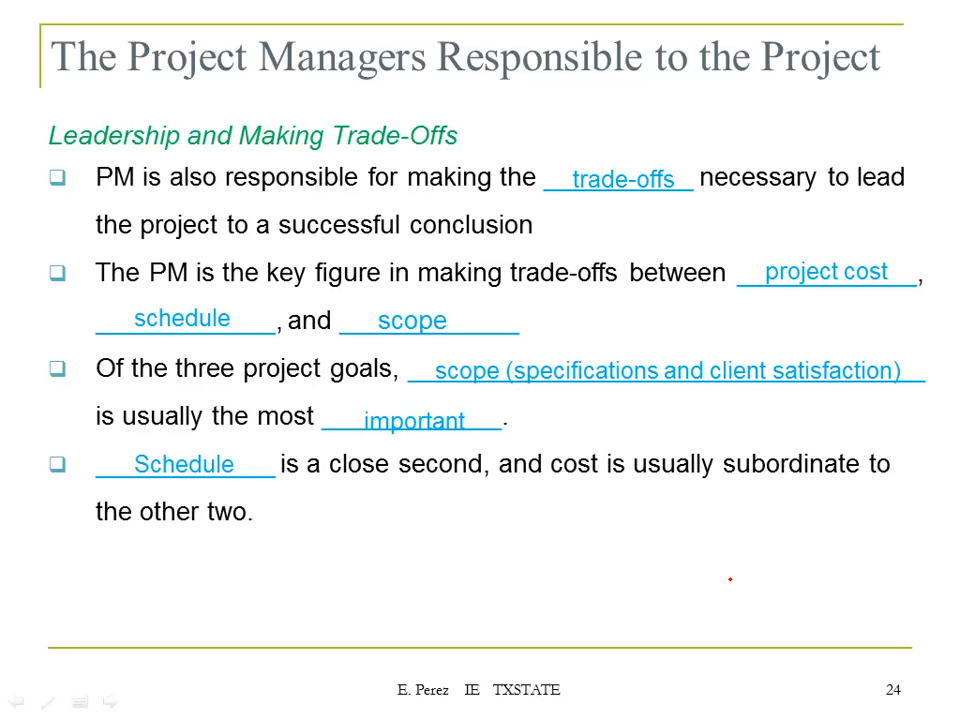 The Project Managers Responsible to the Project
Leadership and Making Trade-Offs
PM is also responsible for making the trade-offs necessary to lead
the project to a successful conclusion
The PM is the key figure in making trade-offs between project cost,
schedule, and scope
Of the three project goals, scope (specifications and client satisfaction)
is usually the most important.
Schedule is a close second, and cost is usually subordinate to
the other two.
E. Perez IE TXSTATE 24